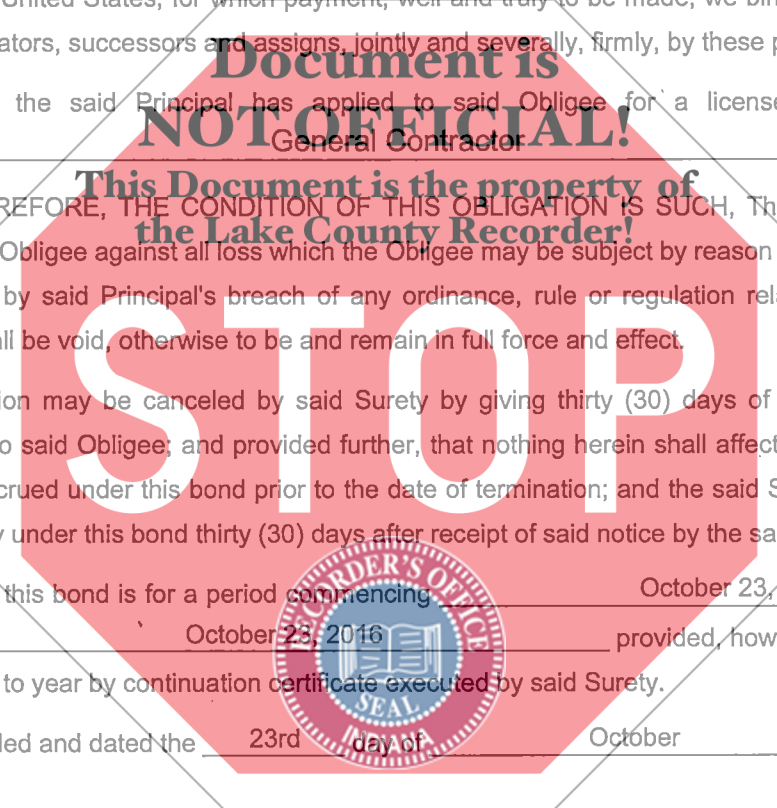 United States, for which payment, well and truly to be made, we bin
ators, successors and assigns, jointly and severally, firmly, by these p
Document is
the said Principal has applied to said Obligee for a license
NOT OFFICIAL!
General Contractor
This Document is the property of
REFORE, THE CONDITION OF THIS OBLIGATION IS SUCH, Th
the Lake County Recorder!
Obligee against all loss which the Obligee may be subject by reason
by said Principal's breach of any ordinance, rule or regulation rel
ll be void, otherwise to be and remain in full force and effect.
STOP
ion may be canceled by said Surety by giving thirty (30) days of
o said Obligee; and provided further, that nothing herein shall affect
crued under this bond prior to the date of termination; and the said S
y under this bond thirty (30) days after receipt of said notice by the sa
this bond is for a period commencing October 23,
October 23, 2016 provided, how
to year by continuation certificate executed by said Surety.
led and dated the 23rd day of October
RECORDER'S OFFICE
SEAL
INDIANA